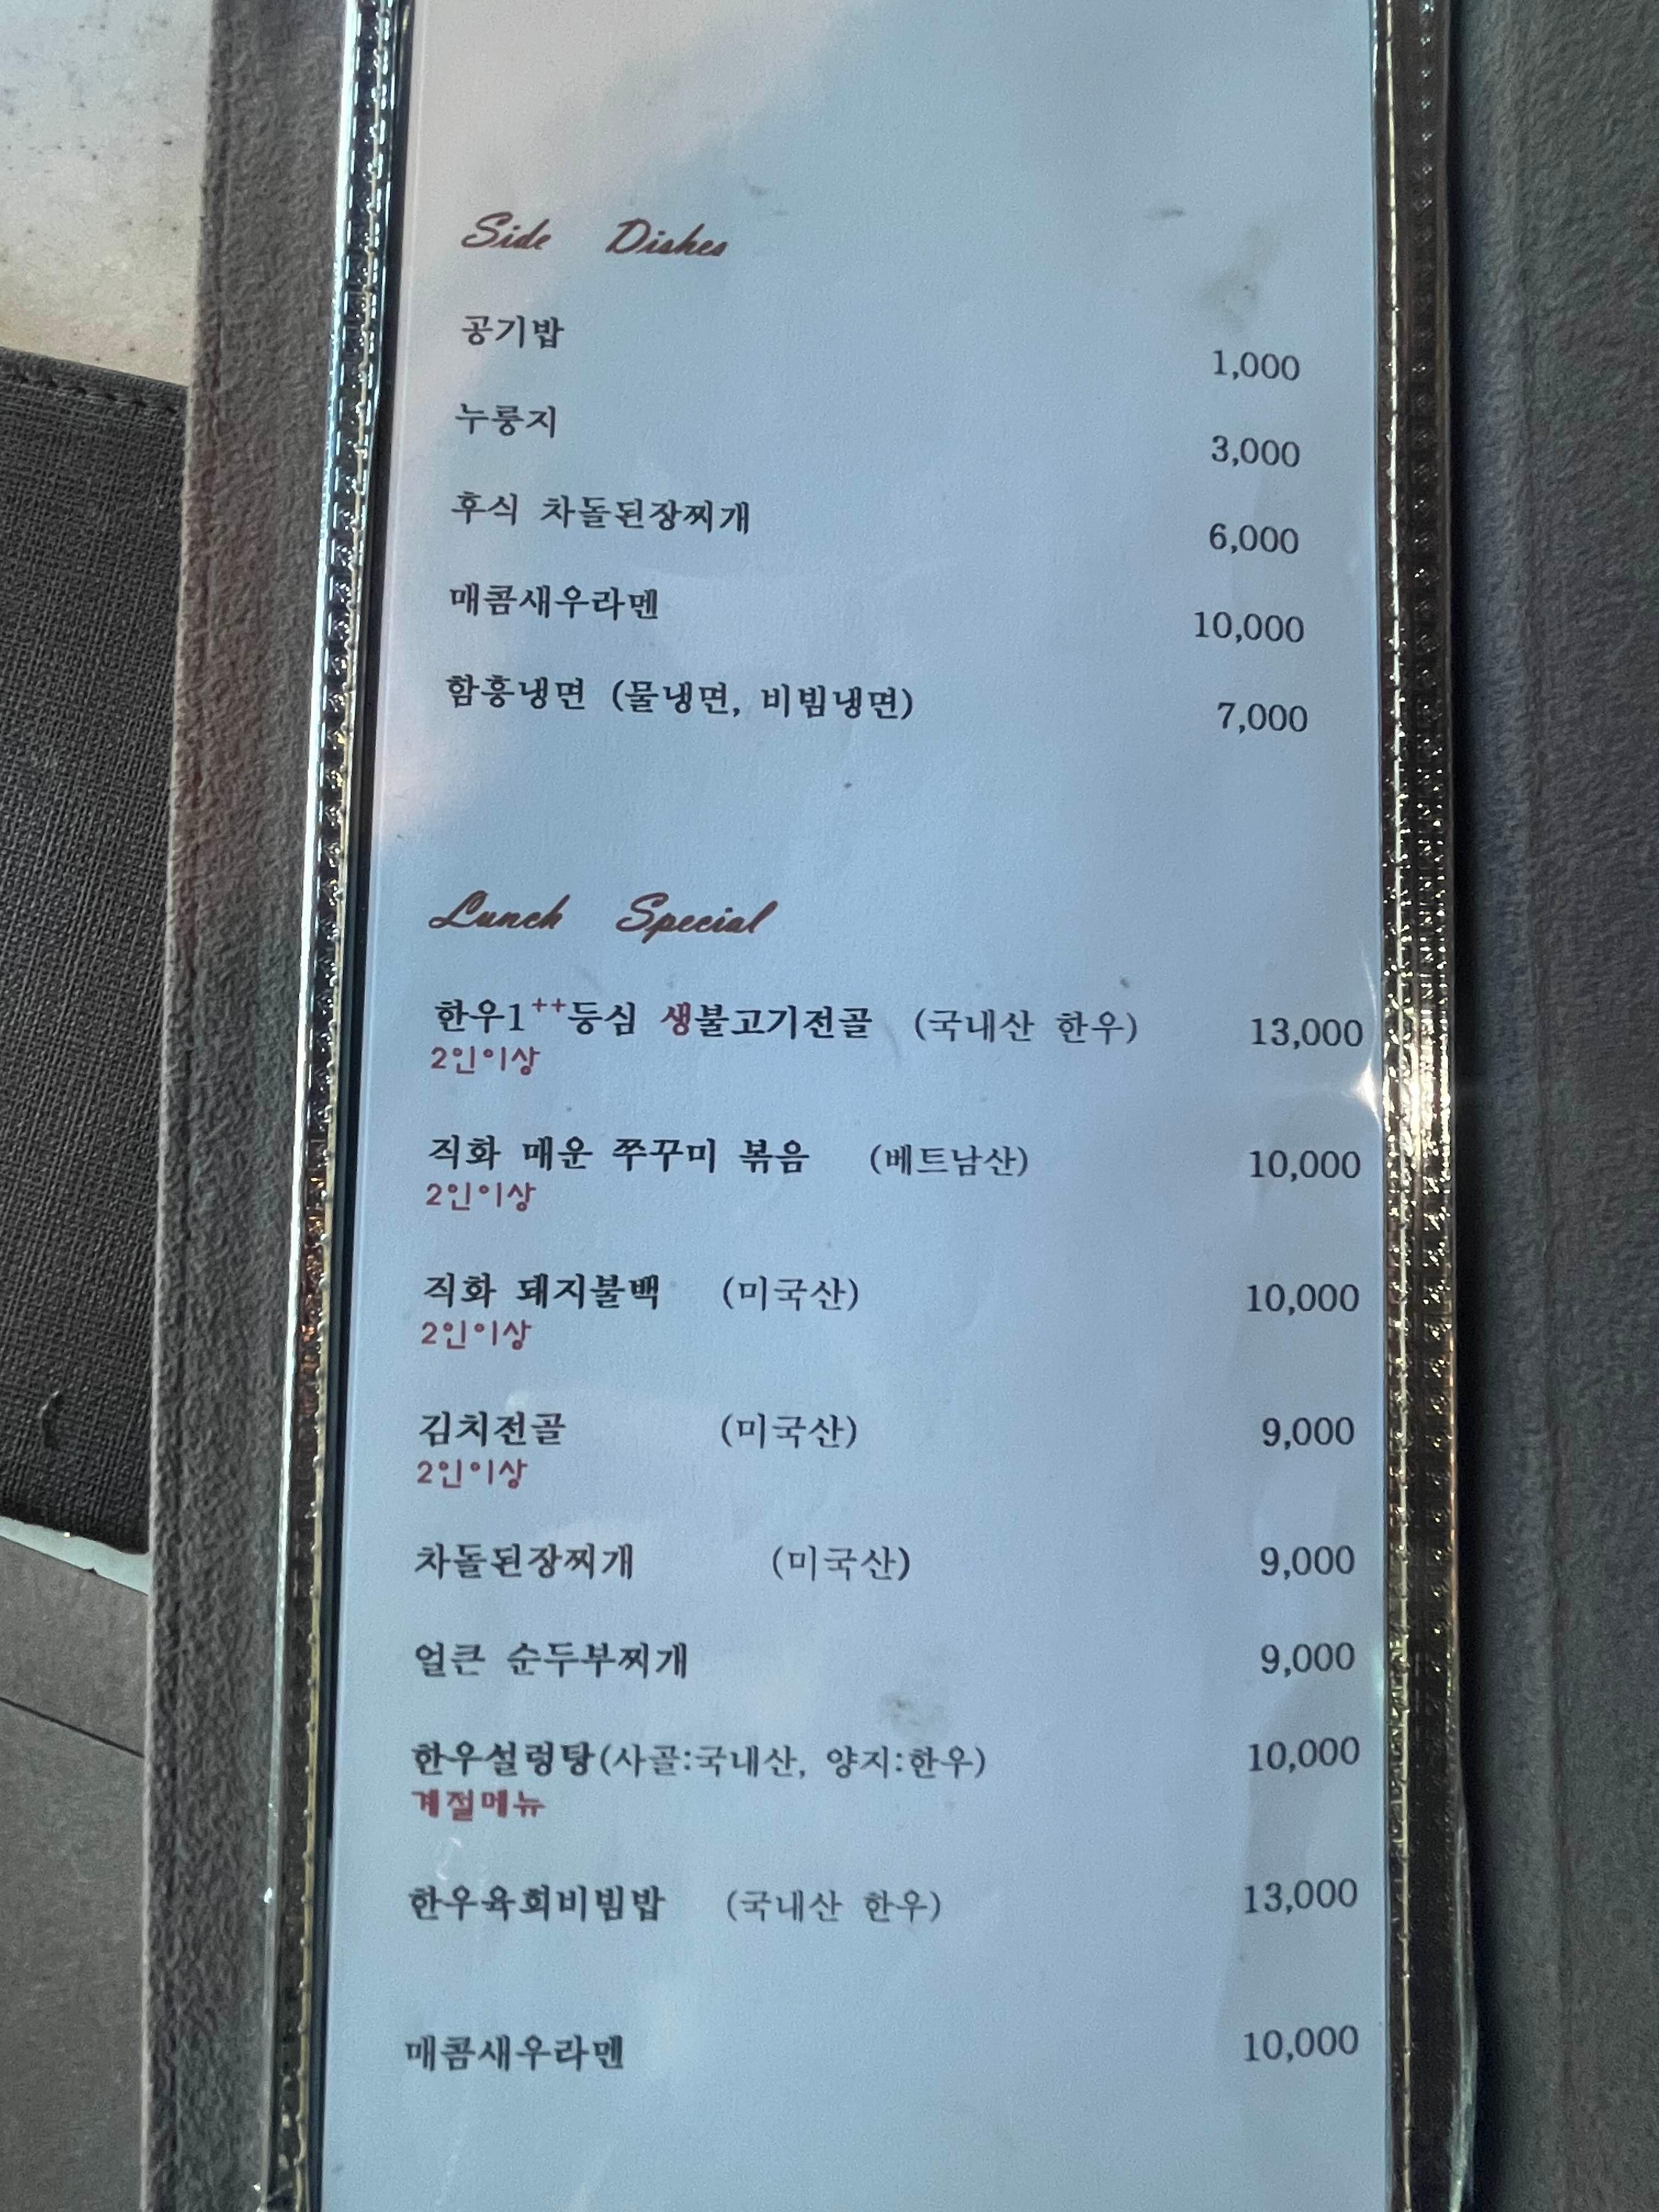 Side Dishes
공기밥 1,000
누룽지 3,000
후식 차돌된장찌개 6,000
매콤새우라멘 10,000
함흥냉면 (물냉면, 비빔냉면) 7,000
Lunch Special
한우1++등심 생불고기전골 (국내산 한우) 13,000
2인이상
직화 매운 쭈꾸미 볶음 (베트남산) 10,000
2인이상
직화 돼지불백 (미국산) 10,000
2인이상
김치전골 (미국산) 9,000
2인이상
차돌된장찌개 (미국산) 9,000
얼큰 순두부찌개 9,000
한우설렁탕(사골:국내산, 양지:한우) 10,000
계절메뉴
한우육회비빔밥 (국내산 한우) 13,000
매콤새우라멘 10,000